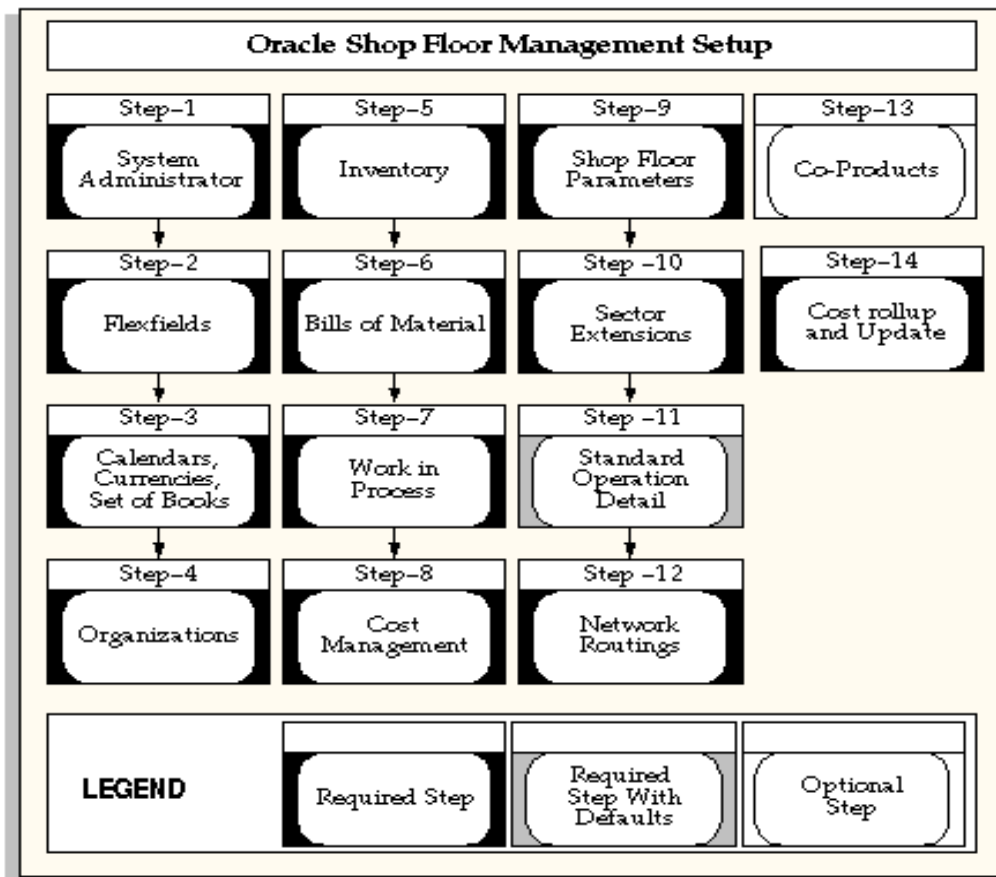 Oracle Shop Floor Management Setup
Step-1
System
Administrator
Step-2
Flexfields
Step-3
Calendars,
Currencies,
Set of Books
Step-4
Organizations
Step-5
Inventory
Step-6
Bills of Material
Step-7
Work in
Process
Step-8
Cost
Management
Step-9
Shop Floor
Parameters
Step -10
Sector
Extensions
Step -11
Standard
Operation
Detail
Step -12
Network
Routings
Step-13
Co-Products
Step-14
Cost rollup
and Update
LEGEND
Required Step
Required
Step With
Defaults
Optional
Step